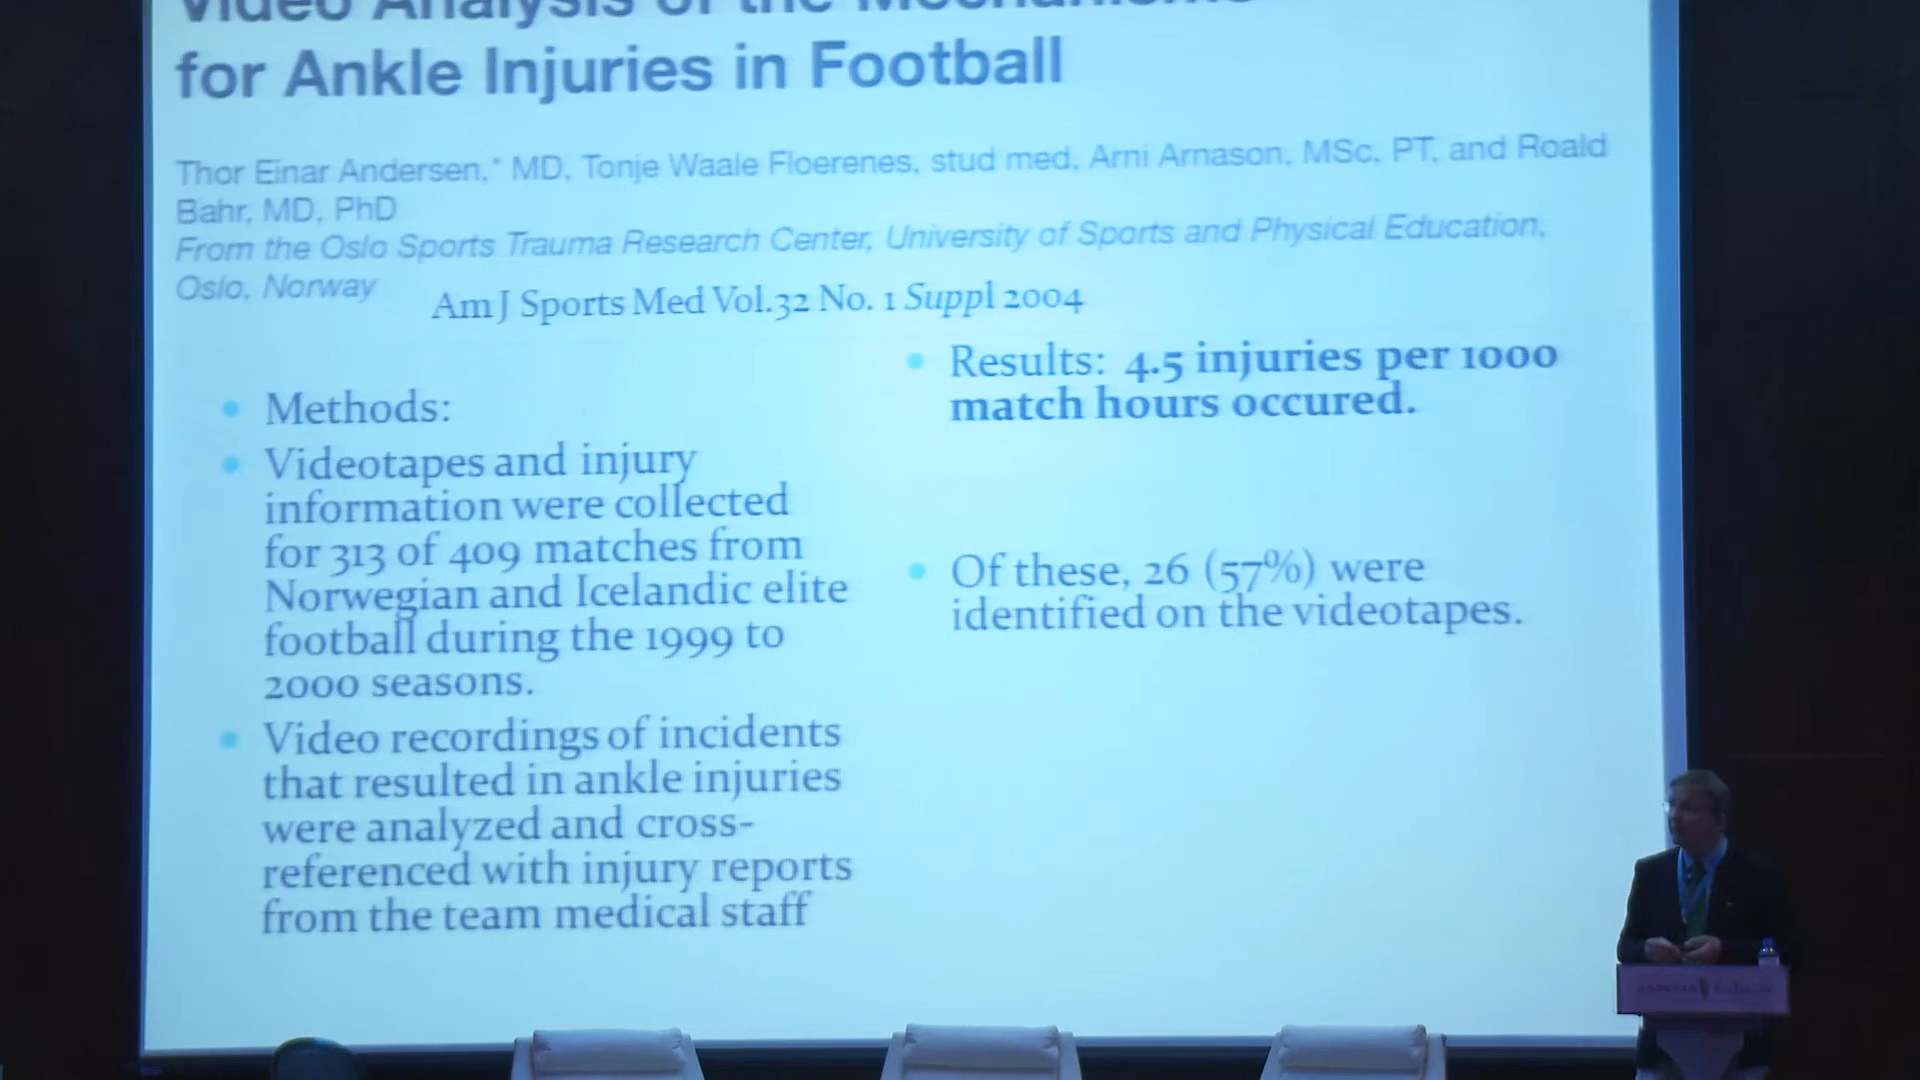 Video Analysis of the Mechanisms
for Ankle Injuries in Football
Thor Einar Andersen,* MD, Tonje Waale Floerenes, stud med, Arni Arnason, MSc, PT, and Roald
Bahr, MD, PhD
From the Oslo Sports Trauma Research Center, University of Sports and Physical Education,
Oslo, Norway
Am J Sports Med Vol.32 No. 1 Suppl 2004
• Methods:
• Videotapes and injury
information were collected
for 313 of 409 matches from
Norwegian and Icelandic elite
football during the 1999 to
2000 seasons.
• Video recordings of incidents
that resulted in ankle injuries
were analyzed and cross-
referenced with injury reports
from the team medical staff
• Results: 4.5 injuries per 1000
match hours occured.
• Of these, 26 (57%) were
identified on the videotapes.